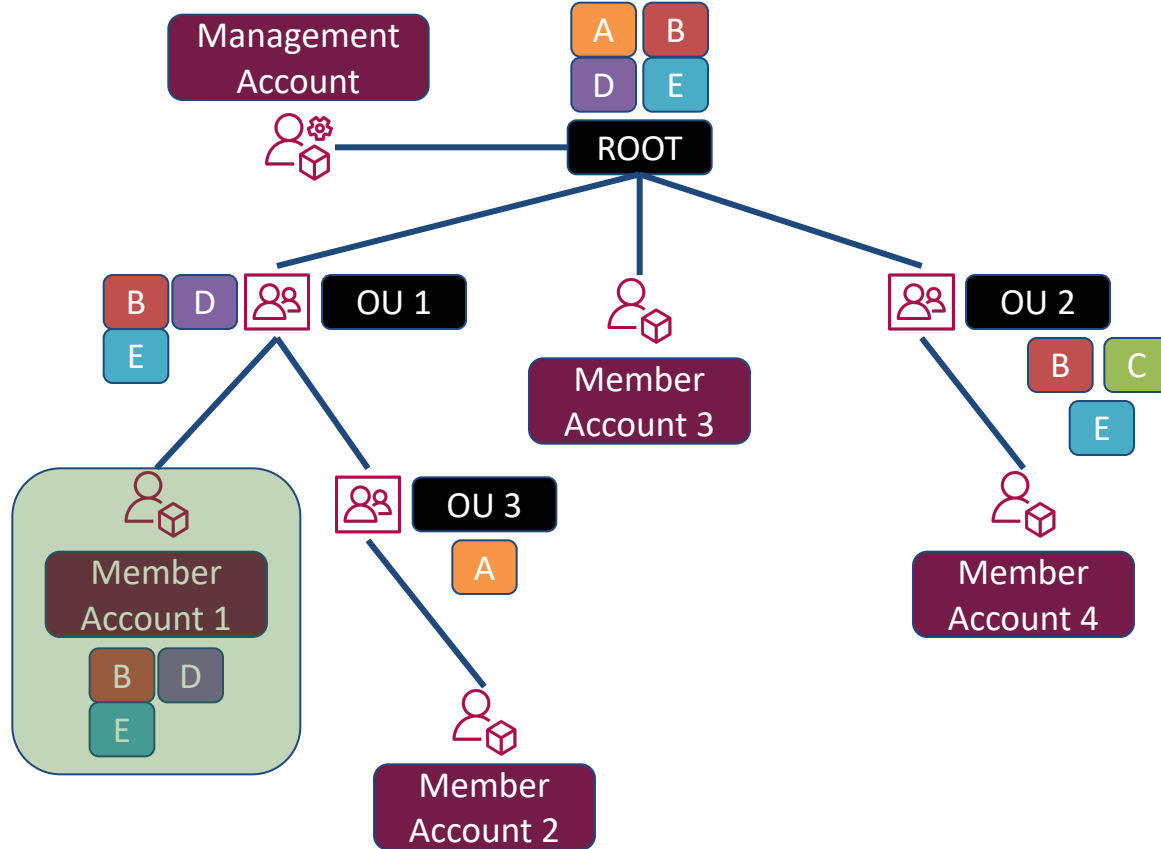 Management
Account
A B
D E
ROOT
B D
E
OU 1
OU 2
B C
E
Member
Account 3
OU 3
A
Member
Account 1
B D
E
Member
Account 4
Member
Account 2